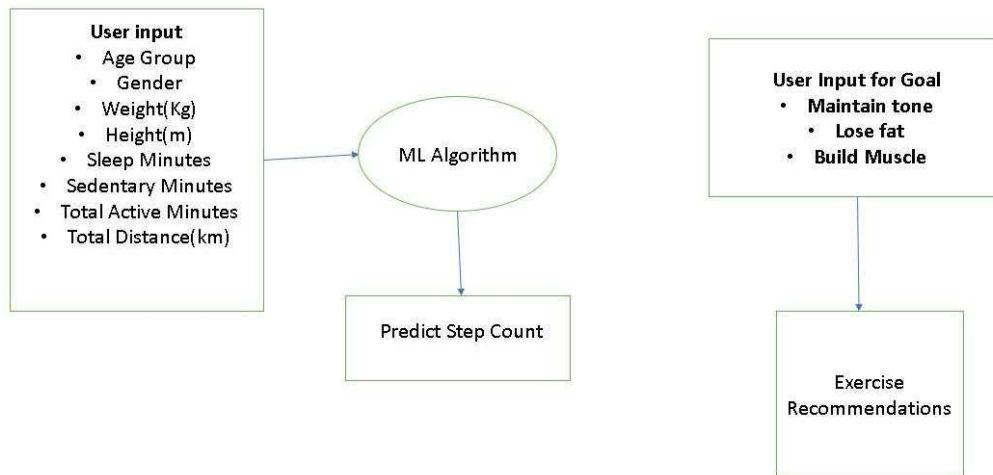 User input
• Age Group
• Gender
• Weight(Kg)
• Height(m)
• Sleep Minutes
• Sedentary Minutes
• Total Active Minutes
• Total Distance(km)
ML Algorithm
Predict Step Count
User Input for Goal
• Maintain tone
• Lose fat
• Build Muscle
Exercise
Recommendations